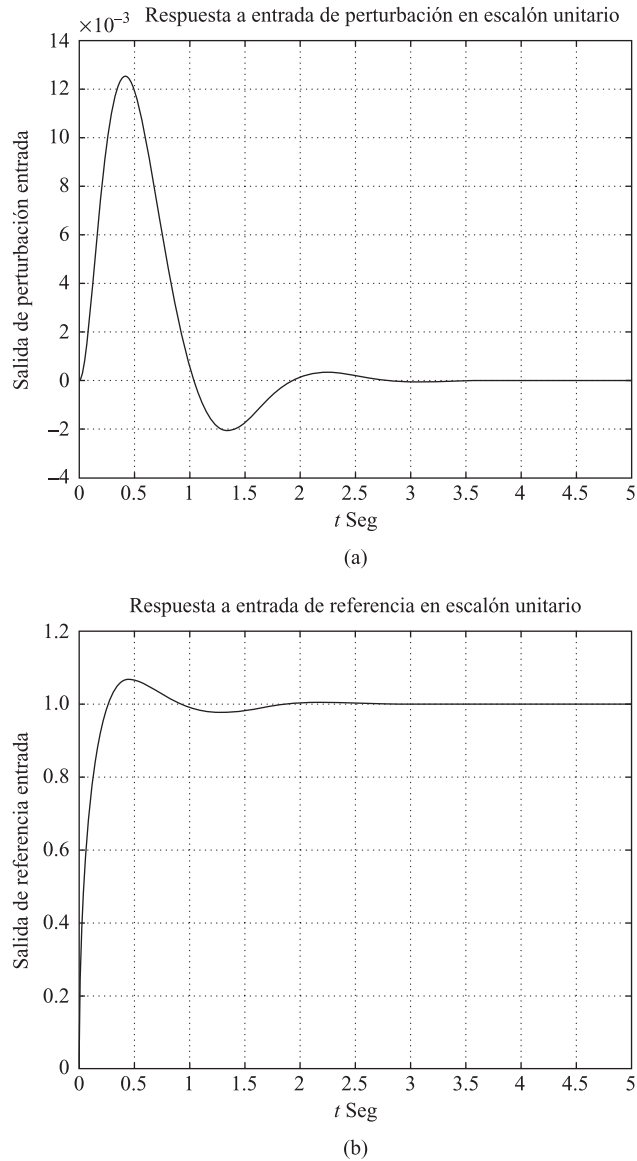 ×10–3
Respuesta a entrada de perturbación en escalón unitario
Salida de perturbación entrada
14
12
10
8
6
4
2
0
–2
–4
0 0.5 1 1.5 2 2.5 3 3.5 4 4.5 5
t Seg
(a)
Respuesta a entrada de referencia en escalón unitario
Salida de referencia entrada
1.2
1.0
0.8
0.6
0.4
0.2
0
0 0.5 1 1.5 2 2.5 3 3.5 4 4.5 5
t Seg
(b)